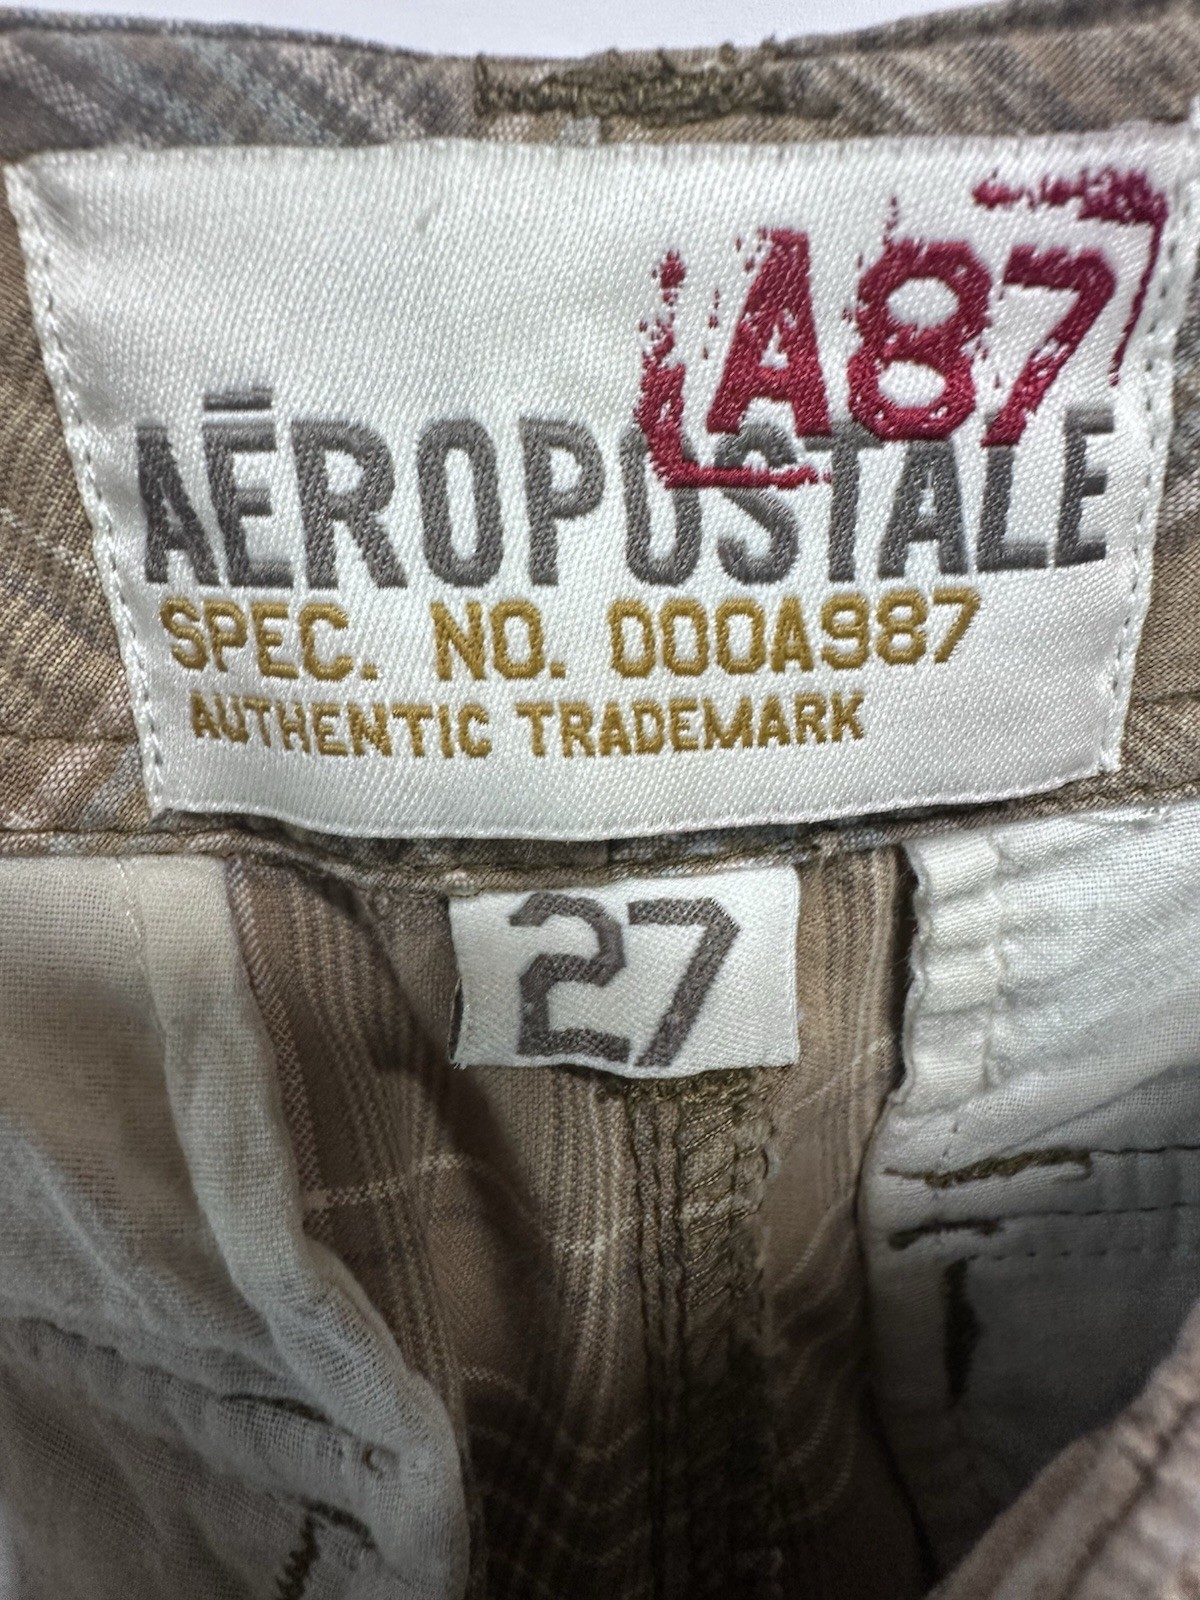 A87
AĒROPOSTALE
SPEC. NO. 000A987
AUTHENTIC TRADEMARK
27